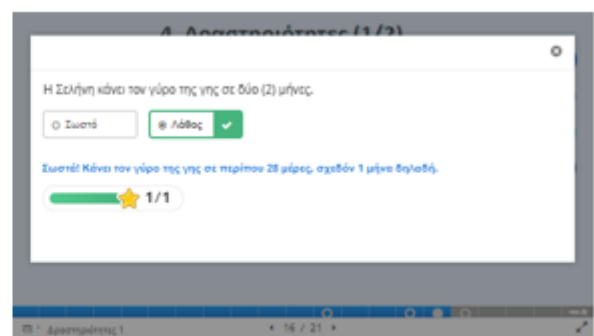 4. Δραστηριότητες (1/2)
Η Σελήνη κάνει τον γύρο της γης σε δύο (2) μήνες.
Σωστό
Λάθος
Σωστά! Κάνει τον γύρο της γης σε περίπου 28 μέρες, σχεδόν 1 μήνα δηλαδή.
1/1
Δραστηριότητες 1
16 / 21